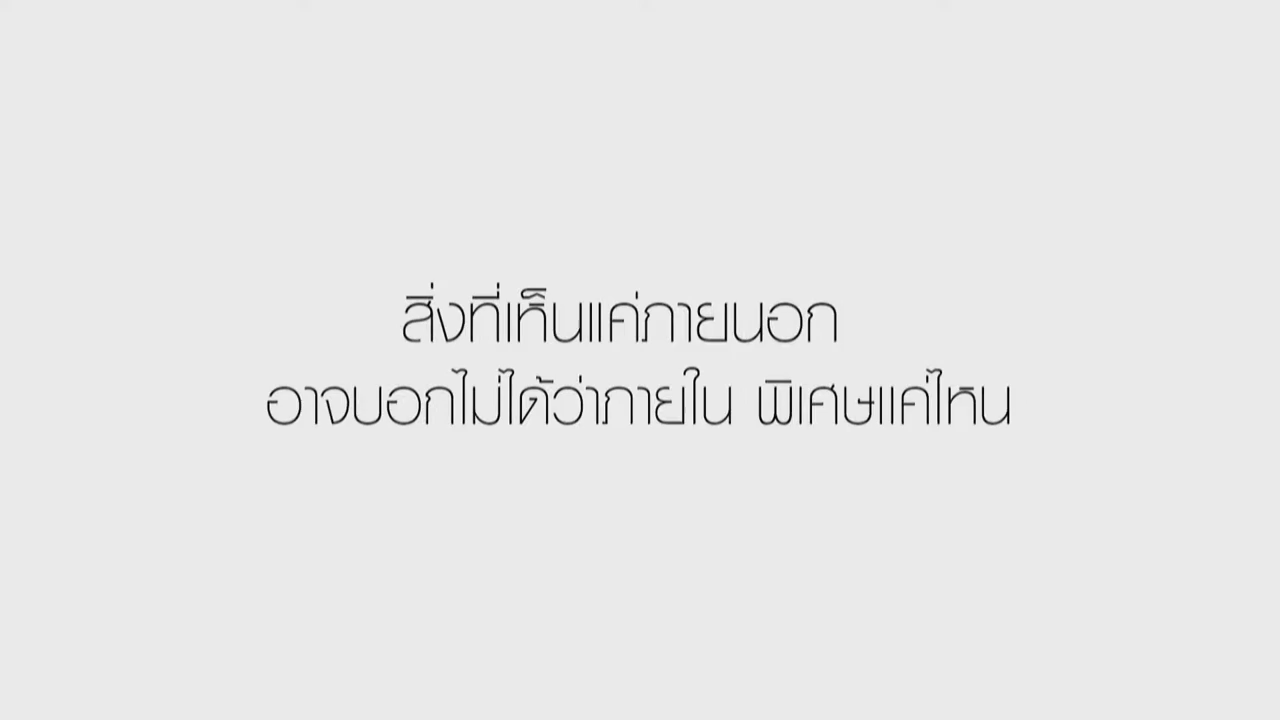 สิ่งที่เห็นแค่ภายนอก
อาจบอกไม่ได้ว่าภายใน พิเศษแค่ไหน